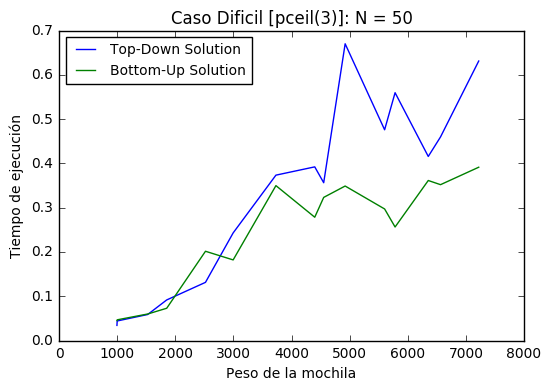 Caso Dificil [pceil(3)]: N = 50
Top-Down Solution
Bottom-Up Solution
Tiempo de ejecución
0.7
0.6
0.5
0.4
0.3
0.2
0.1
0.0
0 1000 2000 3000 4000 5000 6000 7000 8000
Peso de la mochila